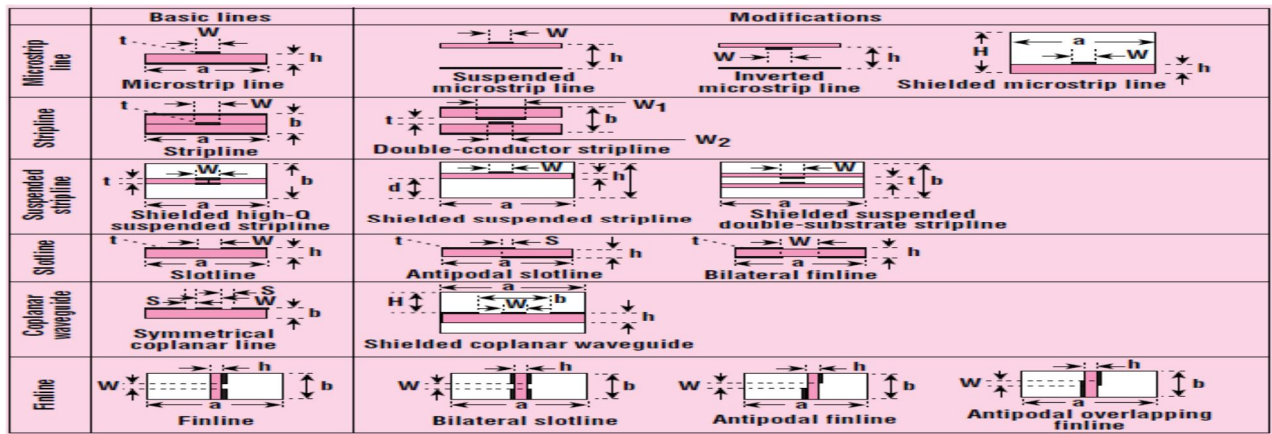 Basic lines Modifications
Microstrip line
W
t
h
a
Microstrip line
W
h
Suspended
microstrip line
W
h
Inverted
microstrip line
H
a
W
h
Shielded microstrip line
Stripline
t
W
b
a
Stripline
W1
t
b
W2
Double-conductor stripline
Suspended stripline
W
t
b
a
Shielded high-Q
suspended stripline
W
h
d
a
Shielded suspended stripline
W
t b
a
Shielded suspended
double-substrate stripline
Slotline
t
W
h
a
Slotline
t
S
h
a
Antipodal slotline
t
W
h
a
Bilateral finline
Coplanar waveguide
S
S W
b
Symmetrical
coplanar line
a
H
b
W
h
Shielded coplanar waveguide
Finline
h
W
b
a
Finline
h
W
b
a
Bilateral slotline
h
W
b
a
Antipodal finline
h
W
b
a
Antipodal overlapping
finline